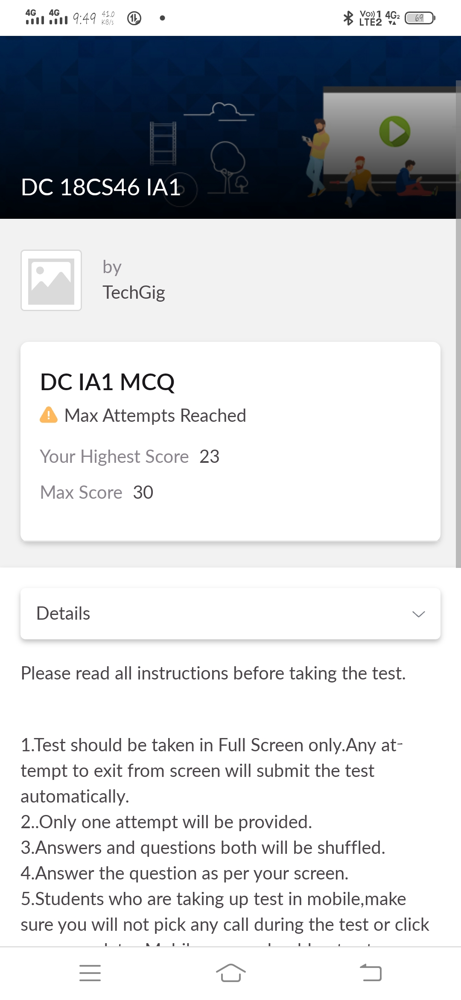 4G 4G 9:49 41.0 KB/s
Vo)) 1 LTE2 4G2 69
DC 18CS46 IA1
by
TechGig
DC IA1 MCQ
Max Attempts Reached
Your Highest Score 23
Max Score 30
Details
Please read all instructions before taking the test.
1.Test should be taken in Full Screen only.Any at-
tempt to exit from screen will submit the test
automatically.
2..Only one attempt will be provided.
3.Answers and questions both will be shuffled.
4.Answer the question as per your screen.
5.Students who are taking up test in mobile,make
sure you will not pick any call during the test or click